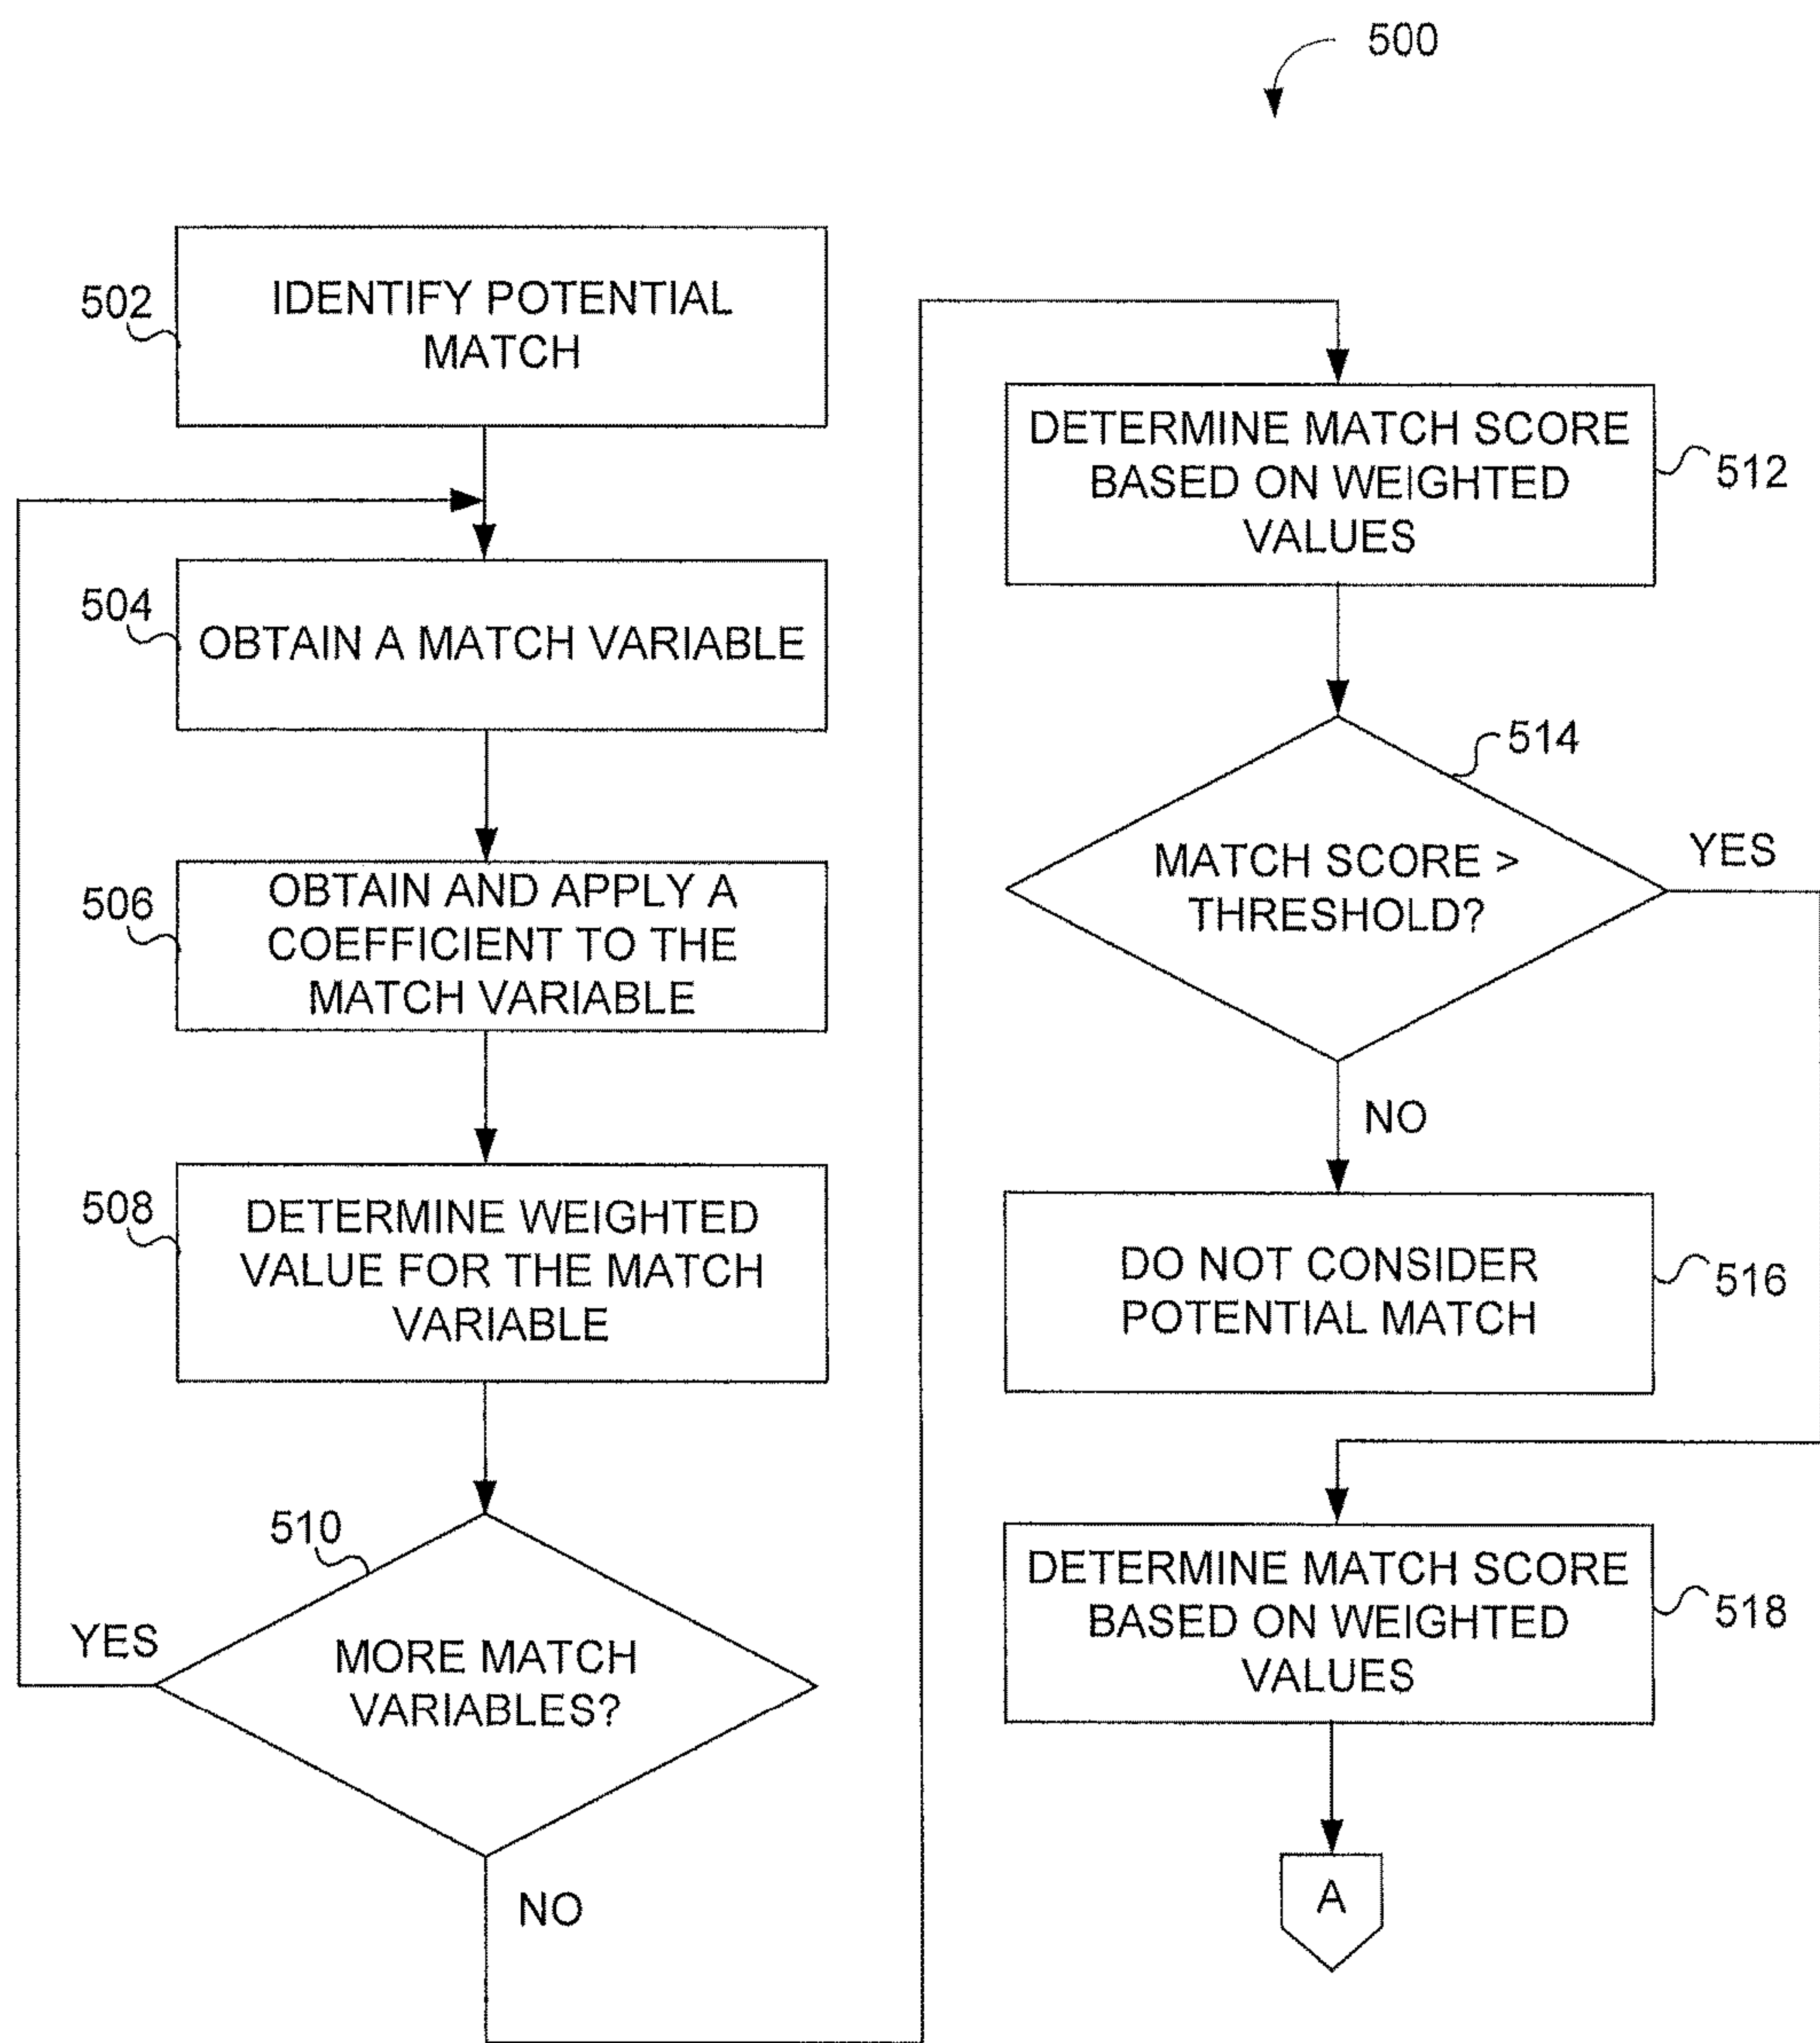 500
502
IDENTIFY POTENTIAL
MATCH
504
OBTAIN A MATCH VARIABLE
506
OBTAIN AND APPLY A
COEFFICIENT TO THE
MATCH VARIABLE
508
DETERMINE WEIGHTED
VALUE FOR THE MATCH
VARIABLE
510
YES
MORE MATCH
VARIABLES?
NO
DETERMINE MATCH SCORE
BASED ON WEIGHTED
VALUES
512
514
MATCH SCORE >
THRESHOLD?
YES
NO
DO NOT CONSIDER
POTENTIAL MATCH
516
DETERMINE MATCH SCORE
BASED ON WEIGHTED
VALUES
518
A